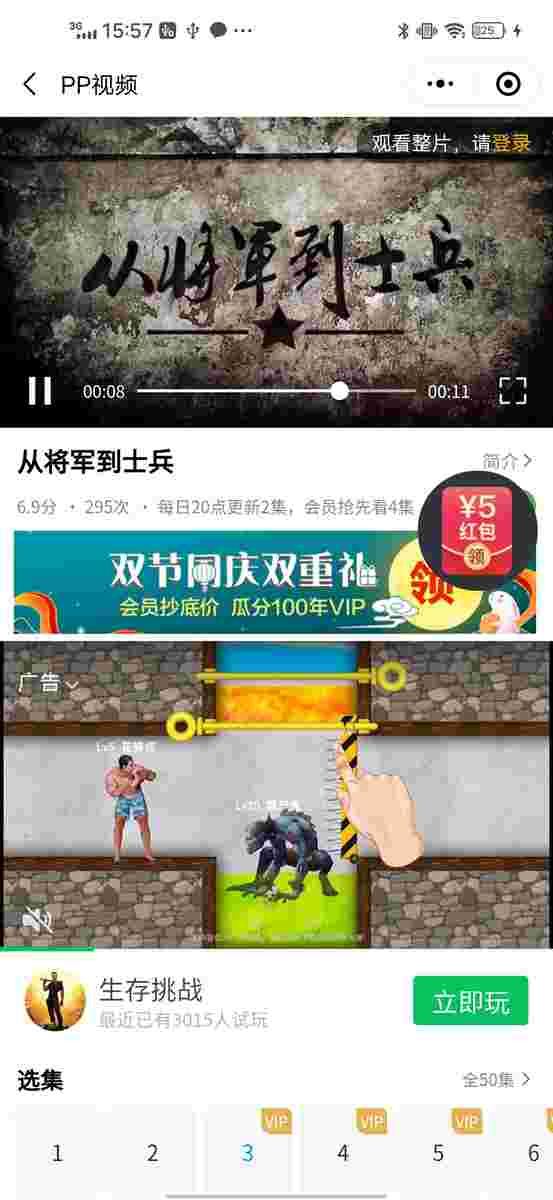 3G 15:57 25
PP视频
观看整片，请登录
从将軍到士兵
00:08 00:11
从将军到士兵
简介
6.9分 · 295次 · 每日20点更新2集，会员抢先看4集
¥5
红包
领
双节同庆双重礼
会员抄底价 瓜分100年VIP
领
广告
生存挑战
最近已有3015人试玩
立即玩
选集
全50集
VIP VIP VIP
1 2 3 4 5 6